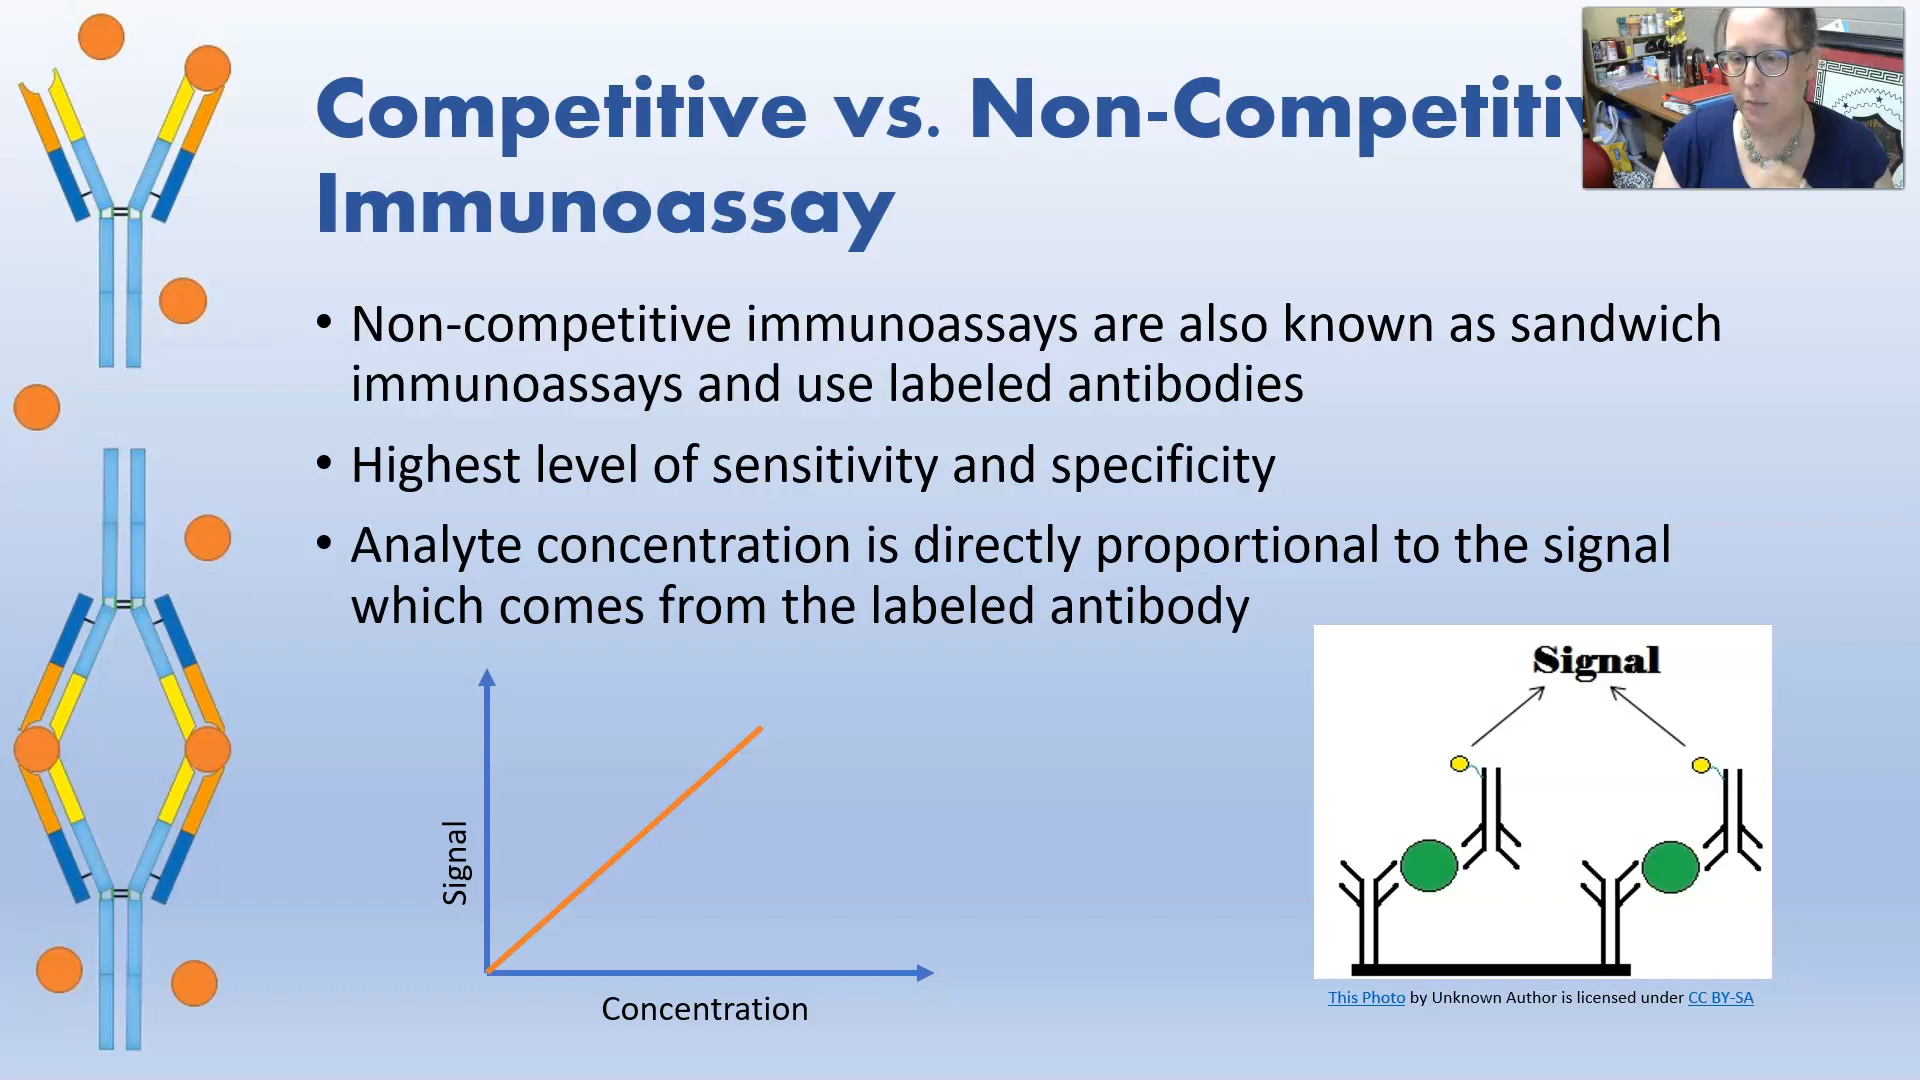 Competitive vs. Non-Competitiv
Immunoassay
• Non-competitive immunoassays are also known as sandwich
immunoassays and use labeled antibodies
• Highest level of sensitivity and specificity
• Analyte concentration is directly proportional to the signal
which comes from the labeled antibody
Signal
Signal
Concentration
This Photo by Unknown Author is licensed under CC BY-SA